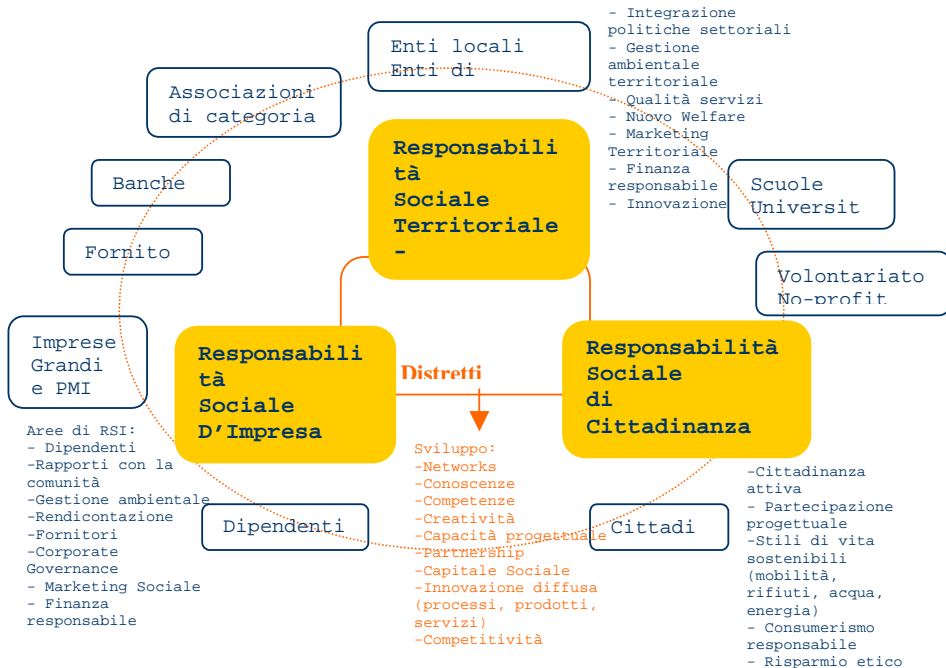 Enti locali
Enti di
- Integrazione
politiche settoriali
- Gestione
ambientale
territoriale
- Qualità servizi
- Nuovo Welfare
- Marketing
Territoriale
- Finanza
responsabile
- Innovazione
Associazioni
di categoria
Responsabili
tà
Sociale
Territoriale
-
Banche
Scuole
Universit
Fornito
Volontariato
No-profit
Imprese
Grandi
e PMI
Responsabili
tà
Sociale
D'Impresa
Distretti
Responsabilità
Sociale
di
Cittadinanza
Aree di RSI:
- Dipendenti
-Rapporti con la
comunità
-Gestione ambientale
-Rendicontazione
-Fornitori
-Corporate
Governance
- Marketing Sociale
- Finanza
responsabile
Dipendenti
Sviluppo:
-Networks
-Conoscenze
-Competenze
-Creatività
-Capacità progettuale
-Partnership
-Capitale Sociale
-Innovazione diffusa
(processi, prodotti,
servizi)
-Competitività
Cittadi
-Cittadinanza
attiva
- Partecipazione
progettuale
-Stili di vita
sostenibili
(mobilità,
rifiuti, acqua,
energia)
- Consumerismo
responsabile
- Risparmio etico